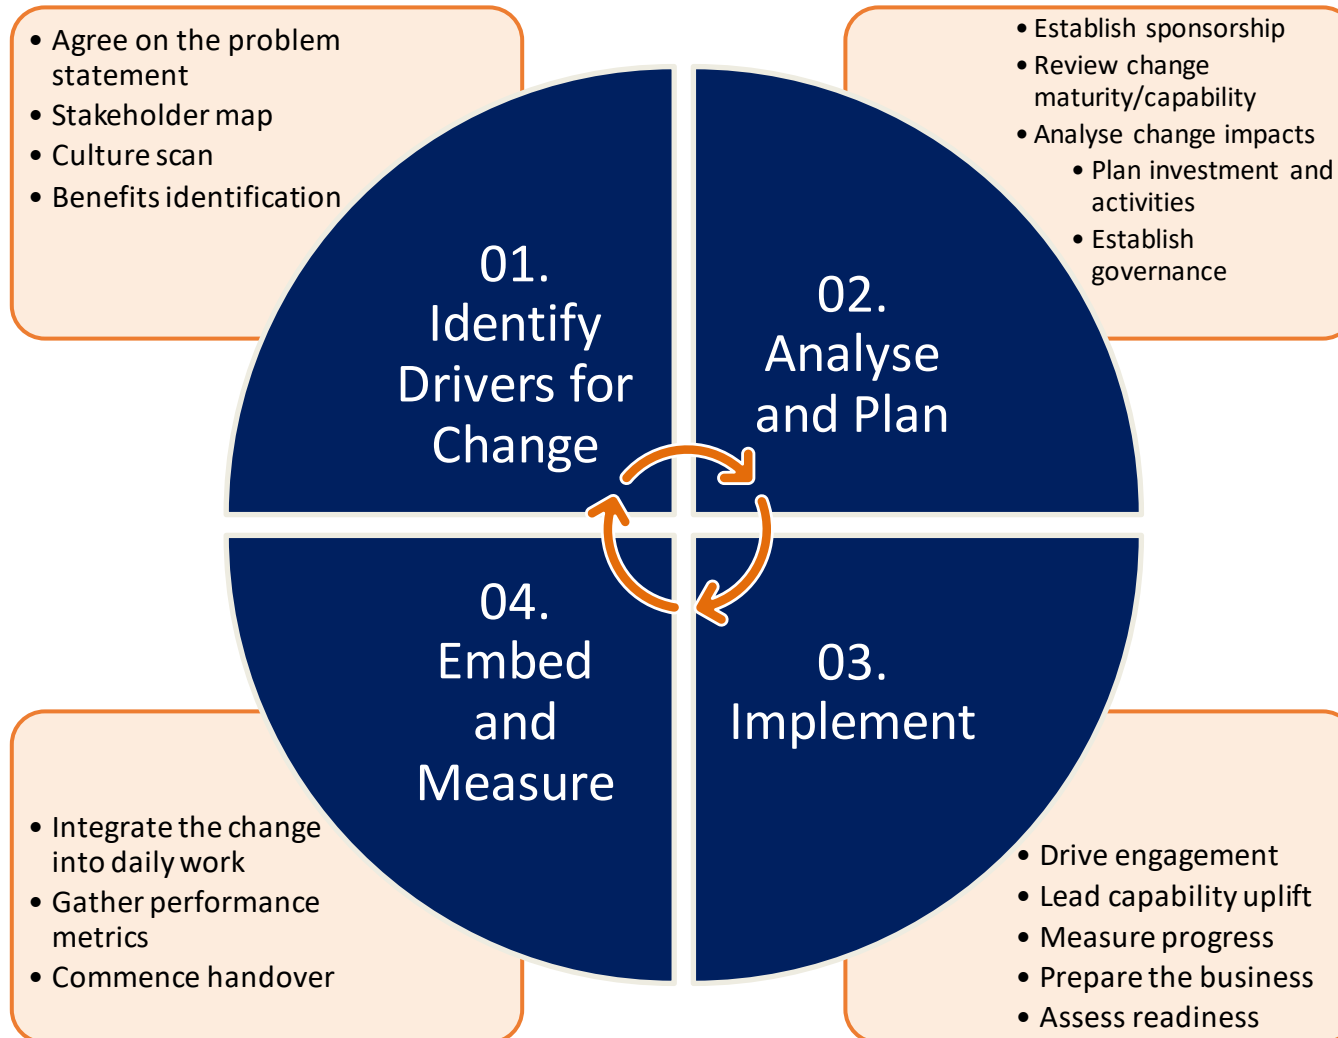 • Agree on the problem
statement
• Stakeholder map
• Culture scan
• Benefits identification
• Establish sponsorship
• Review change
maturity/capability
• Analyse change impacts
• Plan investment and
activities
• Establish
governance
01.
Identify
Drivers for
Change
02.
Analyse
and Plan
04.
Embed
and
Measure
03.
Implement
• Integrate the change
into daily work
• Gather performance
metrics
• Commence handover
• Drive engagement
• Lead capability uplift
• Measure progress
• Prepare the business
• Assess readiness